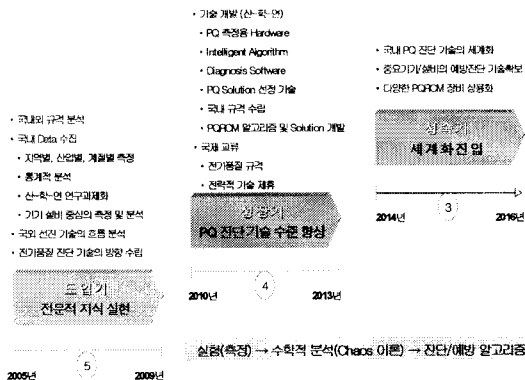 • 국내외 규격 분석
• 국내 Data 수집
• 지역별, 산업별, 계절별 측정
• 통계적 분석
• 산-학-연 연구과제화
• 기기 설비 중심의 측정 및 분석
• 국외 선진 기술의 흐름 분석
• 전기품질 진단 기술의 방향 수립
도입기
전문적 지식 실현
2005년
5
2009년
• 기술 개발 (산-학-연)
• PQ 측정용 Hardware
• Intelligent Algorithm
• Diagnosis Software
• PQ Solution 선정 기술
• 국내 규격 수립
• PQRCM 알고리즘 및 Solution 개발
• 국제 교류
• 전기품질 규격
• 전략적 기술 제휴
성장기
PQ 진단기술 수준 향상
2010년
4
2013년
• 국내 PQ 진단 기술의 세계화
• 중요기기/설비의 예방진단 기술확보
• 다양한 PQRCM 장비 상용화
성숙기
세계화 진입
2014년
3
2016년
실험(측정) → 수학적 분석(Chaos 이론) → 진단/예방 알고리즘